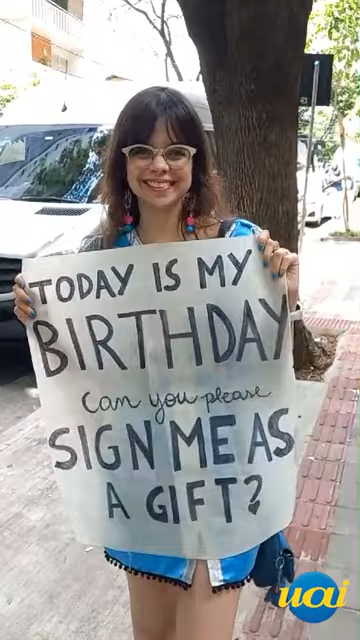 TODAY IS MY
BIRTHDAY
can you please
SIGN ME AS
A GIFT?
uai